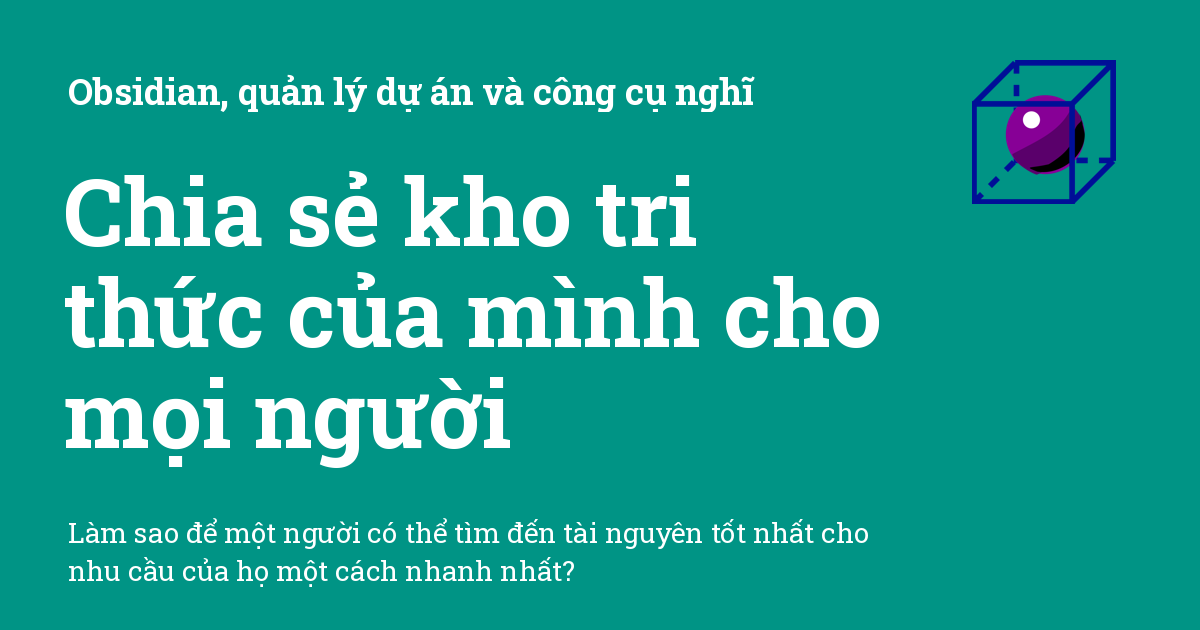 Obsidian, quản lý dự án và công cụ nghĩ
Chia sẻ kho tri
thức của mình cho
mọi người
Làm sao để một người có thể tìm đến tài nguyên tốt nhất cho
nhu cầu của họ một cách nhanh nhất?